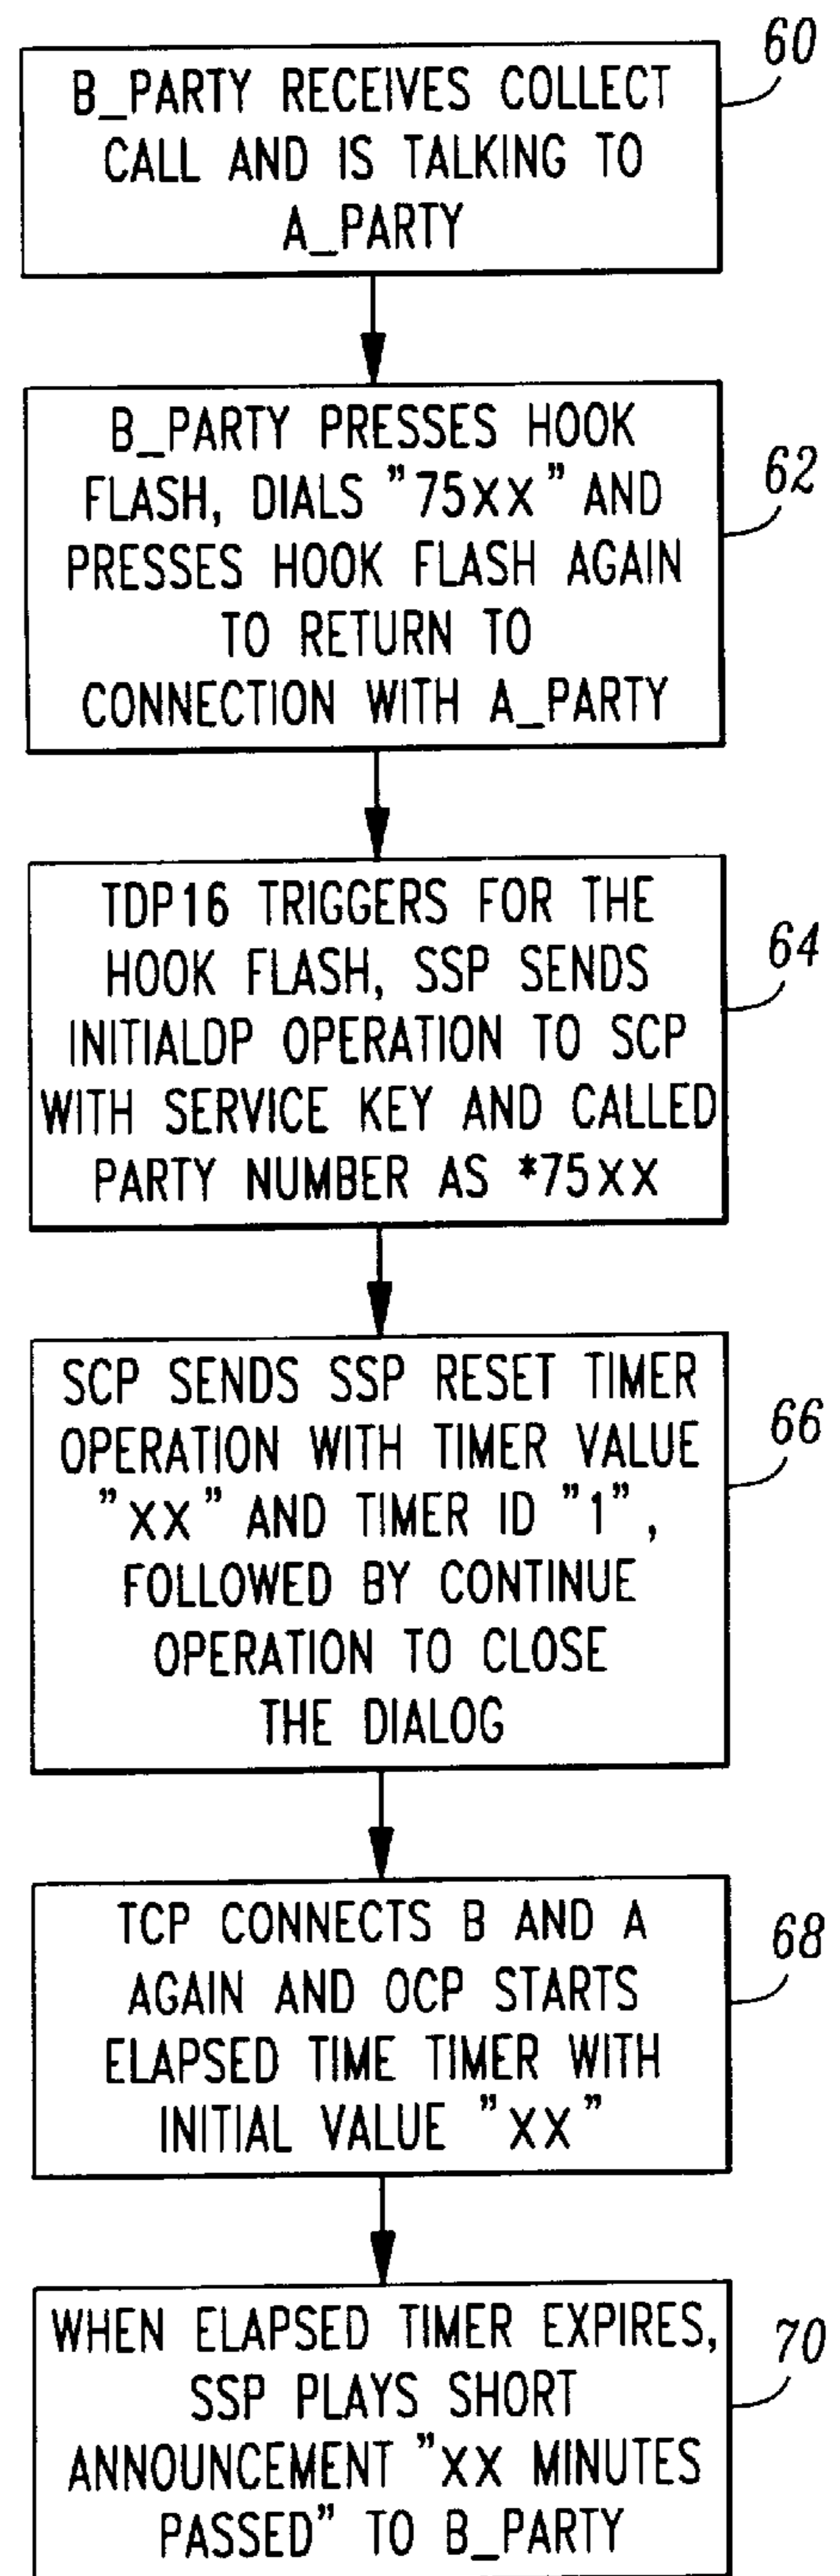 60
B_PARTY RECEIVES COLLECT
CALL AND IS TALKING TO
A_PARTY
62
B_PARTY PRESSES HOOK
FLASH, DIALS "75XX" AND
PRESSES HOOK FLASH AGAIN
TO RETURN TO
CONNECTION WITH A_PARTY
64
TDP16 TRIGGERS FOR THE
HOOK FLASH, SSP SENDS
INITIALDP OPERATION TO SCP
WITH SERVICE KEY AND CALLED
PARTY NUMBER AS *75XX
66
SCP SENDS SSP RESET TIMER
OPERATION WITH TIMER VALUE
"XX" AND TIMER ID "1",
FOLLOWED BY CONTINUE
OPERATION TO CLOSE
THE DIALOG
68
TCP CONNECTS B AND A
AGAIN AND OCP STARTS
ELAPSED TIME TIMER WITH
INITIAL VALUE "XX"
70
WHEN ELAPSED TIMER EXPIRES,
SSP PLAYS SHORT
ANNOUNCEMENT "XX MINUTES
PASSED" TO B_PARTY